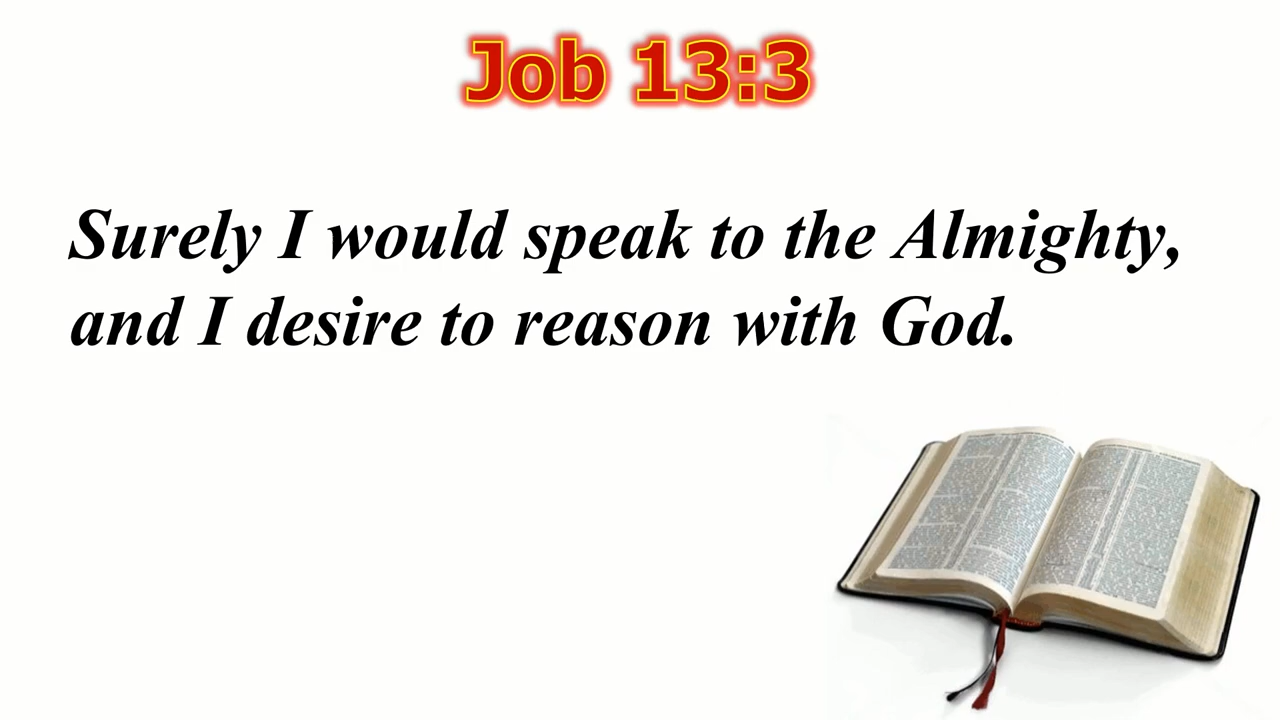 Job 13:3
Surely I would speak to the Almighty,
and I desire to reason with God.